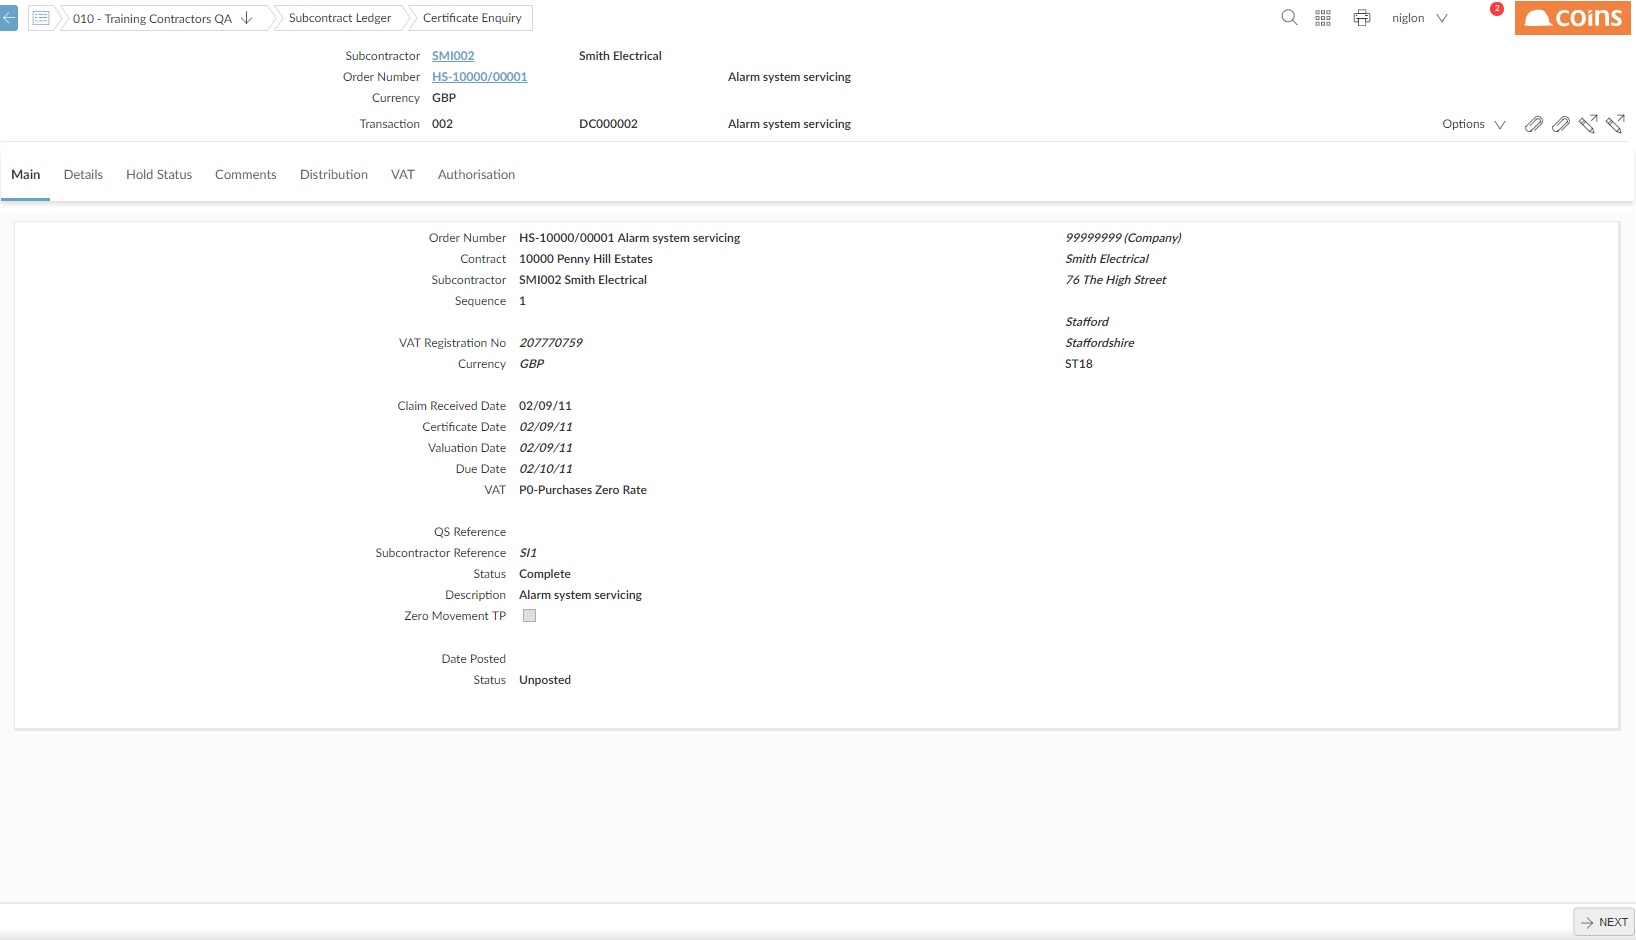 010 - Training Contractors QA
Subcontract Ledger
Certificate Enquiry
niglon
2
coins
Subcontractor SMI002 Smith Electrical
Order Number HS-10000/00001 Alarm system servicing
Currency GBP
Transaction 002 DC000002 Alarm system servicing
Options
Main Details Hold Status Comments Distribution VAT Authorisation
Order Number HS-10000/00001 Alarm system servicing 99999999 (Company)
Contract 10000 Penny Hill Estates Smith Electrical
Subcontractor SMI002 Smith Electrical 76 The High Street
Sequence 1
Stafford
VAT Registration No 207770759 Staffordshire
Currency GBP ST18
Claim Received Date 02/09/11
Certificate Date 02/09/11
Valuation Date 02/09/11
Due Date 02/10/11
VAT P0-Purchases Zero Rate
QS Reference
Subcontractor Reference SI1
Status Complete
Description Alarm system servicing
Zero Movement TP
Date Posted
Status Unposted
NEXT